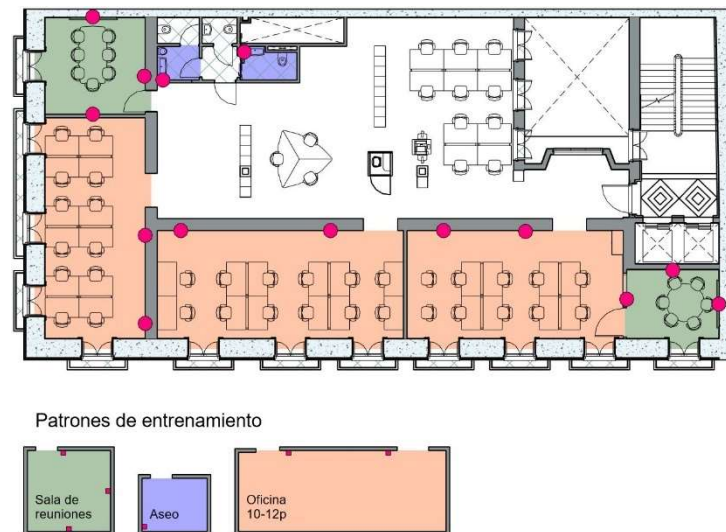 Patrones de entrenamiento
Sala de
reuniones
Aseo
Oficina
10-12p